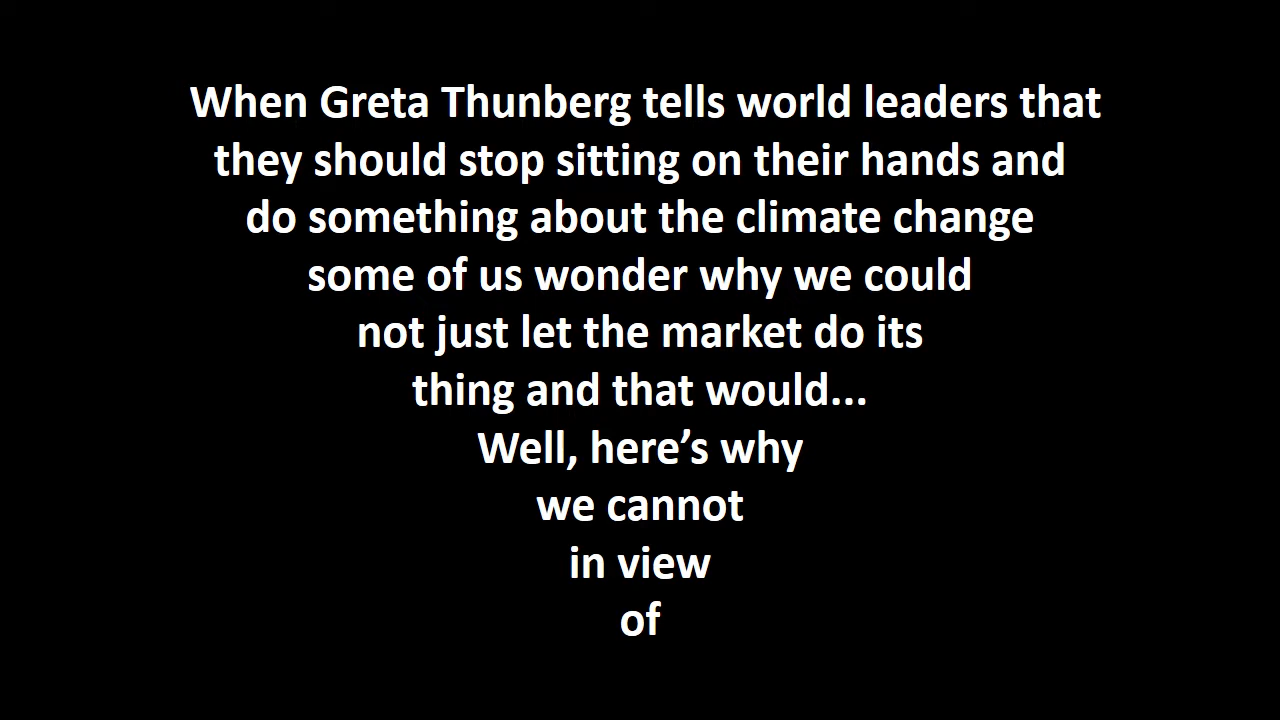 When Greta Thunberg tells world leaders that
they should stop sitting on their hands and
do something about the climate change
some of us wonder why we could
not just let the market do its
thing and that would...
Well, here’s why
we cannot
in view
of